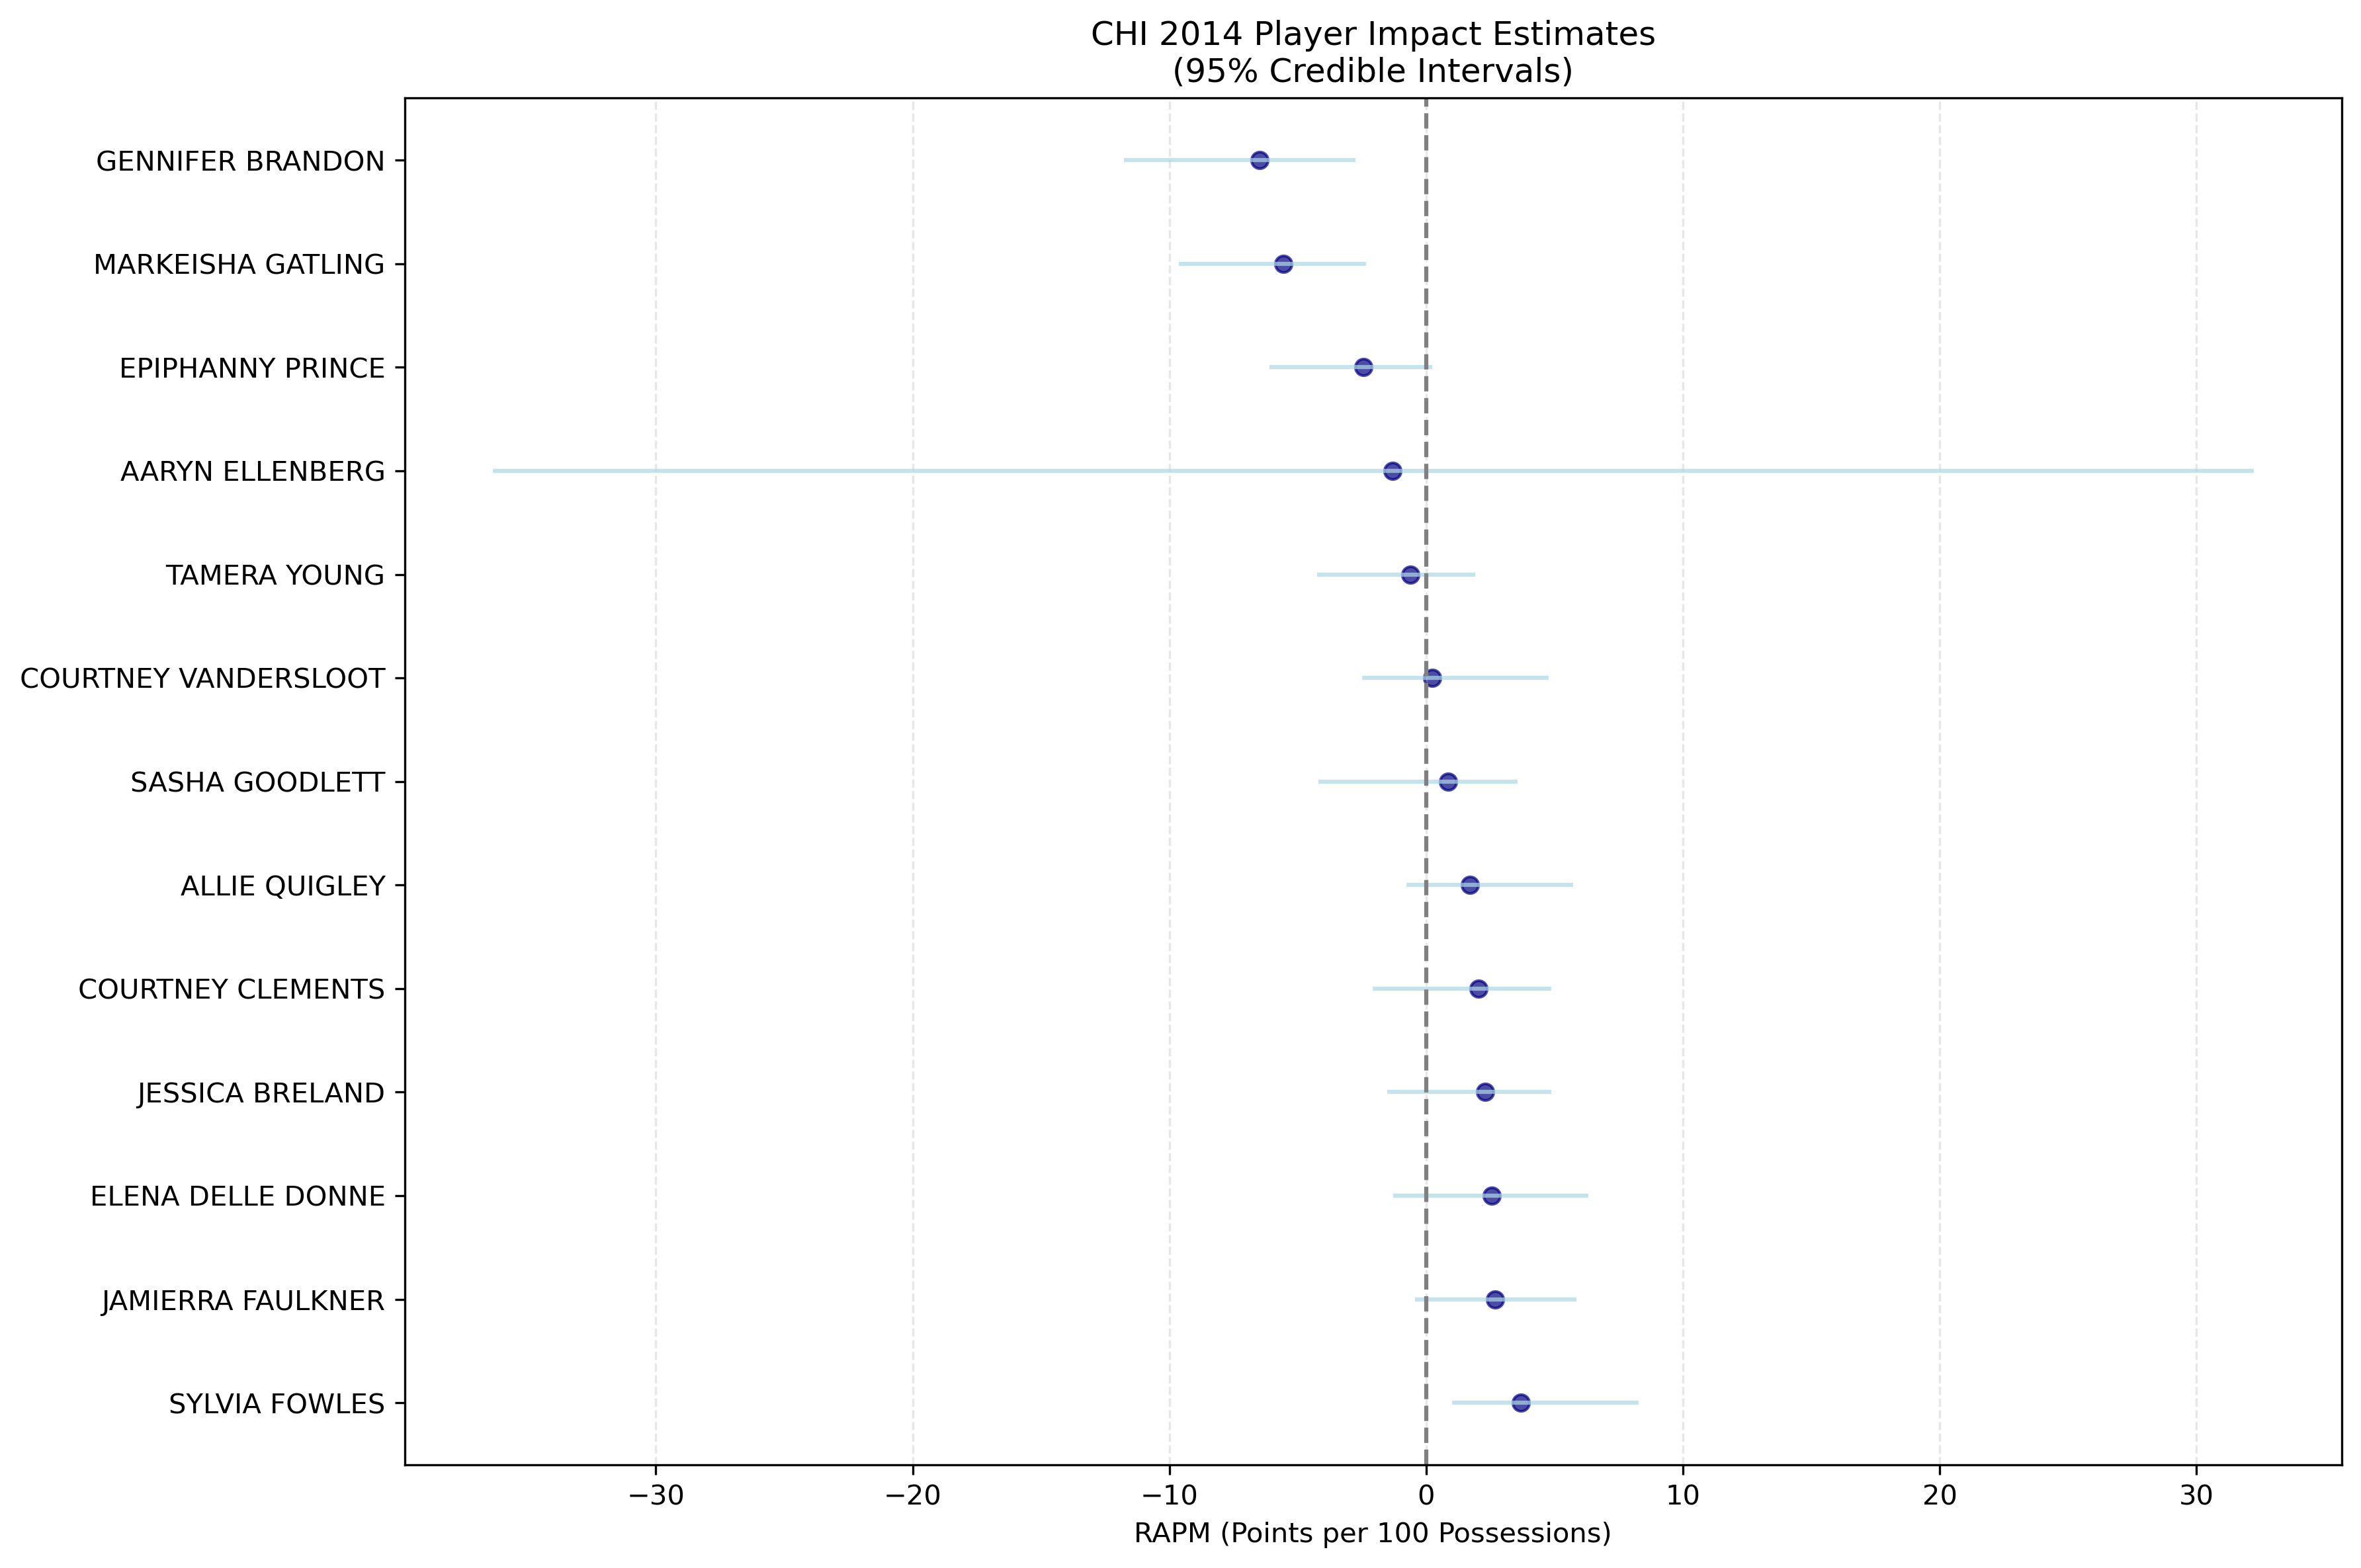 CHI 2014 Player Impact Estimates
(95% Credible Intervals)
GENNIFER BRANDON
MARKEISHA GATLING
EPIPHANNY PRINCE
AARYN ELLENBERG
TAMERA YOUNG
COURTNEY VANDERSLOOT
SASHA GOODLETT
ALLIE QUIGLEY
COURTNEY CLEMENTS
JESSICA BRELAND
ELENA DELLE DONNE
JAMIERRA FAULKNER
SYLVIA FOWLES
−30 −20 −10 0 10 20 30
RAPM (Points per 100 Possessions)